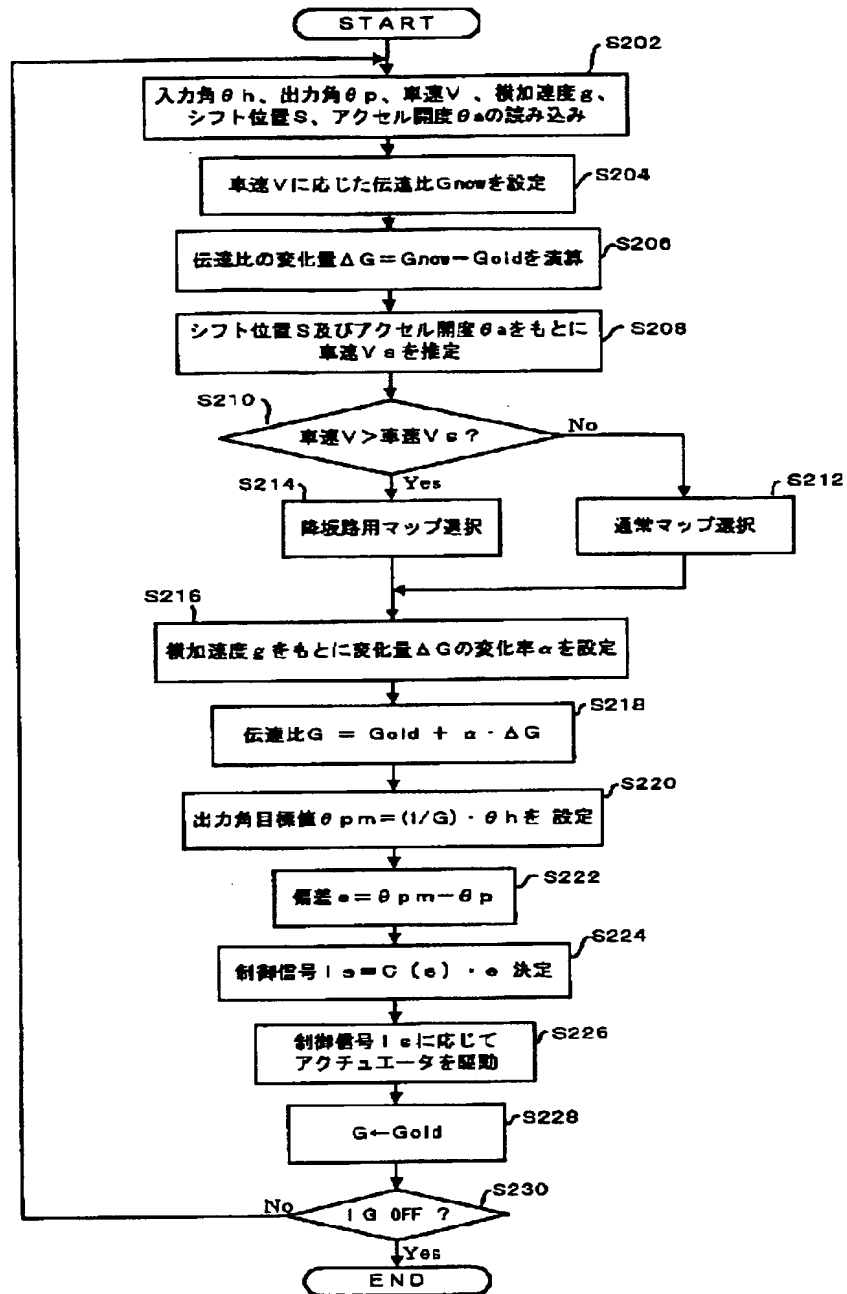 START
S202
入力角θh、出力角θp、車速V、横加速度g、
シフト位置S、アクセル開度θaの読み込み
S204
車速Vに応じた伝達比Gnowを設定
S206
伝達比の変化量ΔG＝Gnow－Goldを演算
S208
シフト位置S及びアクセル開度θaをもとに
車速Vsを推定
S210
車速V＞車速Vs？
No
Yes
S214
降坂路用マップ選択
S212
通常マップ選択
S216
横加速度gをもとに変化量ΔGの変化率αを設定
S218
伝達比G ＝ Gold ＋ α・ΔG
S220
出力角目標値θpm＝(1/G)・θhを 設定
S222
偏差e＝θpm－θp
S224
制御信号Is＝C(s)・e 決定
S226
制御信号Isに応じて
アクチュエータを駆動
S228
G←Gold
S230
IG OFF ?
No
Yes
END